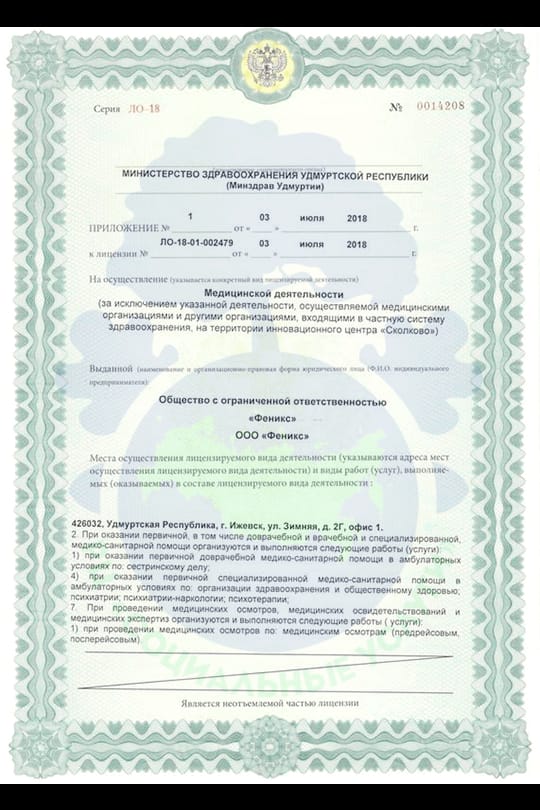 Серия ЛО-18
№ 0014208
МИНИСТЕРСТВО ЗДРАВООХРАНЕНИЯ УДМУРТСКОЙ РЕСПУБЛИКИ
(Минздрав Удмуртии)
ПРИЛОЖЕНИЕ № 1 от « 03 » июля 2018 г.
к лицензии № ЛО-18-01-002479 от « 03 » июля 2018 г.
На осуществление (указывается конкретный вид лицензируемой деятельности)
Медицинской деятельности
(за исключением указанной деятельности, осуществляемой медицинскими
организациями и другими организациями, входящими в частную систему
здравоохранения, на территории инновационного центра «Сколково»)
Выданной (наименование и организационно-правовая форма юридического лица (Ф.И.О. индивидуального
предпринимателя)
Общество с ограниченной ответственностью
«Феникс»
ООО «Феникс»
Места осуществления лицензируемого вида деятельности (указываются адреса мест
осуществления лицензируемого вида деятельности) и виды работ (услуг), выполняе-
мых (оказываемых) в составе лицензируемого вида деятельности :
426032, Удмуртская Республика, г. Ижевск, ул. Зимняя, д. 2Г, офис 1.
2. При оказании первичной, в том числе доврачебной и врачебной и специализированной,
медико-санитарной помощи организуются и выполняются следующие работы (услуги):
1) при оказании первичной доврачебной медико-санитарной помощи в амбулаторных
условиях по: сестринскому делу;
4) при оказании первичной специализированной медико-санитарной помощи в
амбулаторных условиях по: организации здравоохранения и общественному здоровью;
психиатрии; психиатрии-наркологии; психотерапии;
7. При проведении медицинских осмотров, медицинских освидетельствований и
медицинских экспертиз организуются и выполняются следующие работы ( услуги):
1) при проведении медицинских осмотров по: медицинским осмотрам (предрейсовым,
послерейсовым)
Является неотъемлемой частью лицензии